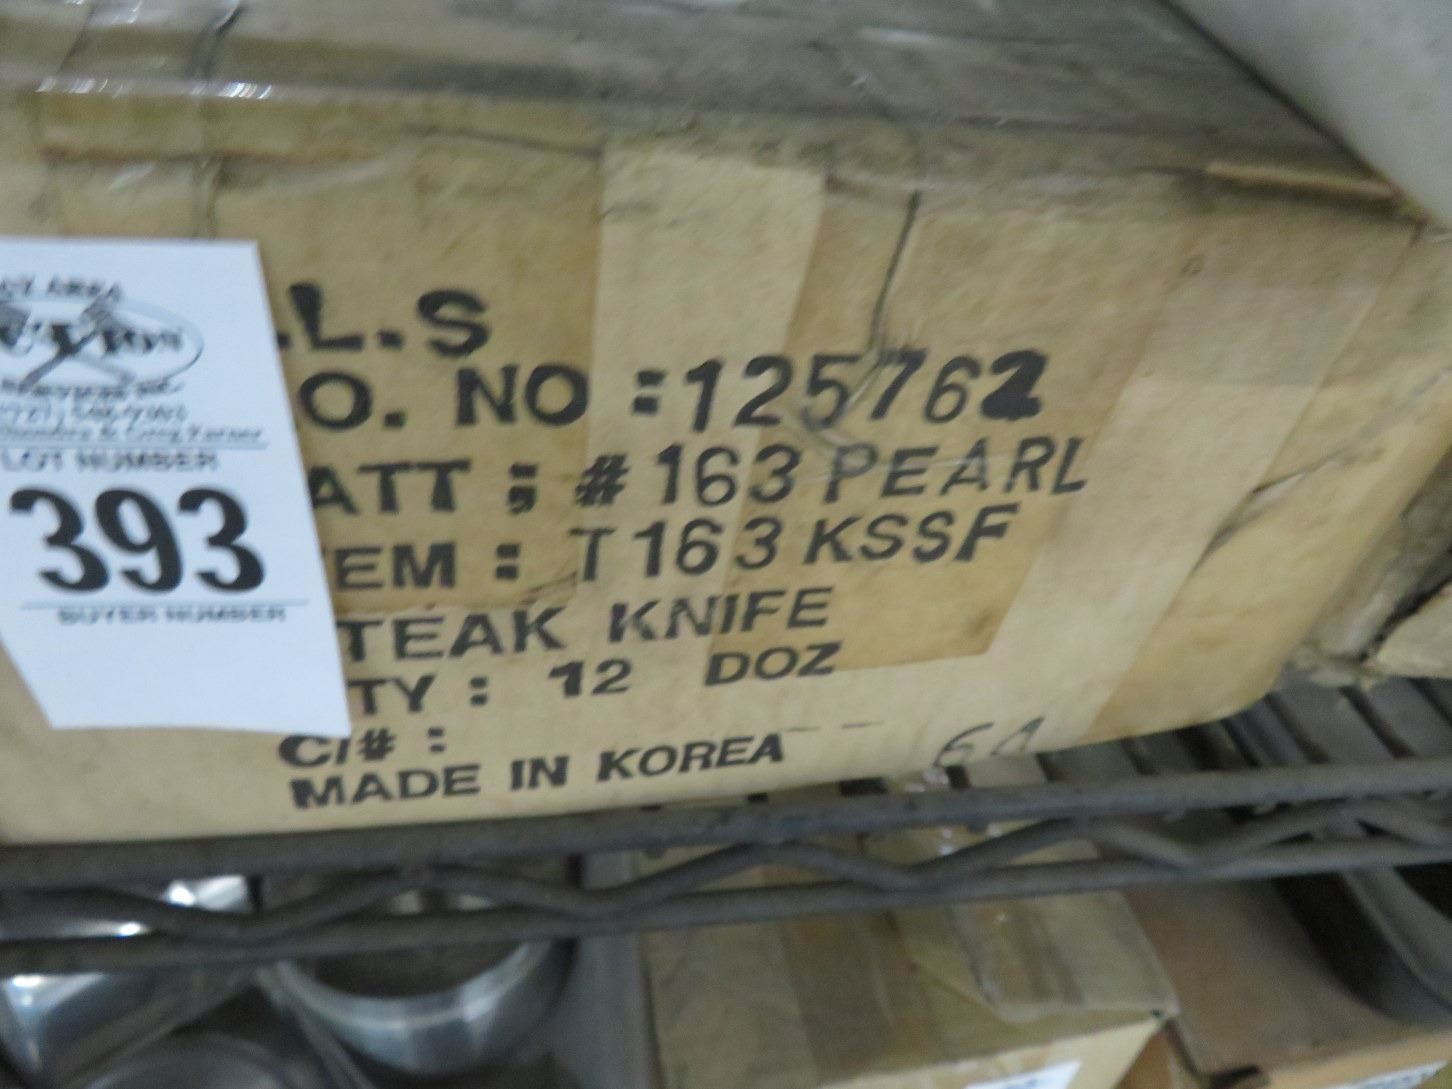 LOT NUMBER
393
BUYER NUMBER
.L.S
O. NO : 125762
ATT ; # 163 PEARL
EM : T163 KSSF
TEAK KNIFE
TY : 12 DOZ
C/# :
MADE IN KOREA